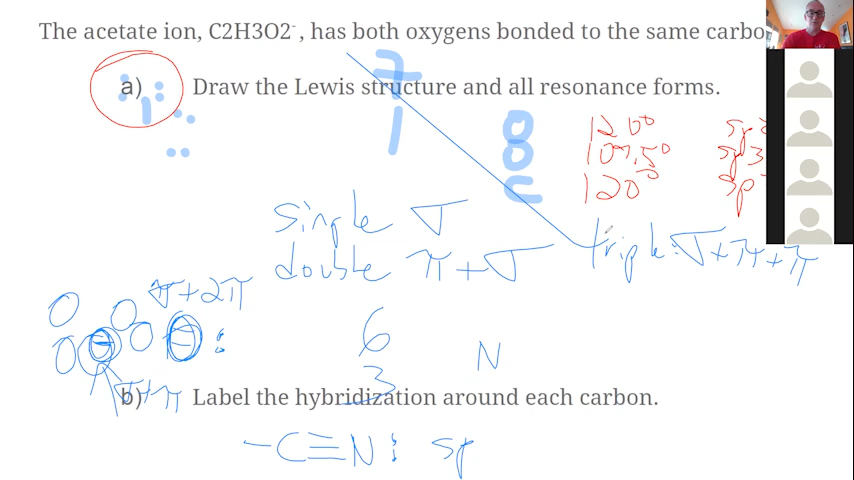 The acetate ion, C2H3O2⁻, has both oxygens bonded to the same carbo
a) Draw the Lewis structure and all resonance forms.
120°
109.5° sp3
120° sp
single σ
double π + σ
triple: σ + π + π
σ + 2π
6
N
3
σ + π
b) Label the hybridization around each carbon.
—C≡N: sp